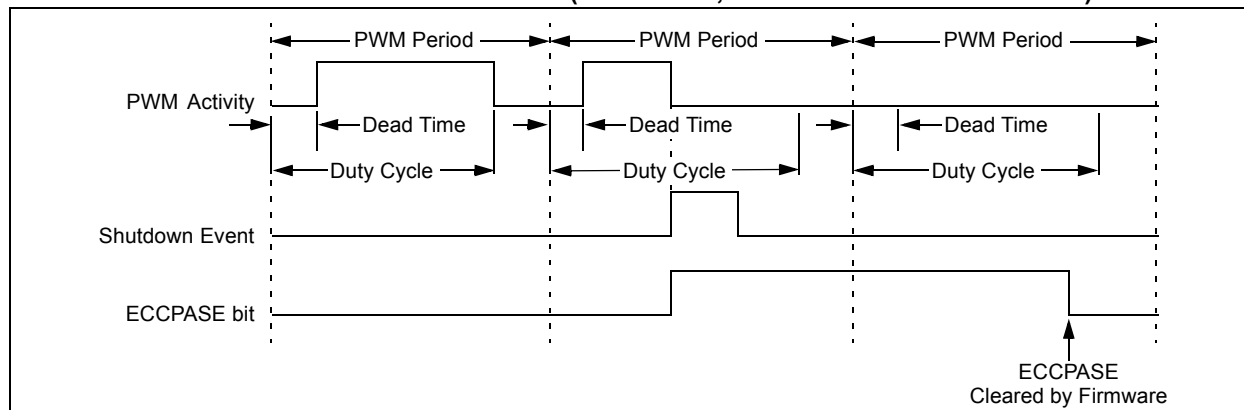 PWM Period PWM Period PWM Period
PWM Activity
Dead Time Dead Time Dead Time
Duty Cycle Duty Cycle Duty Cycle
Shutdown Event
ECCPASE bit
ECCPASE
Cleared by Firmware